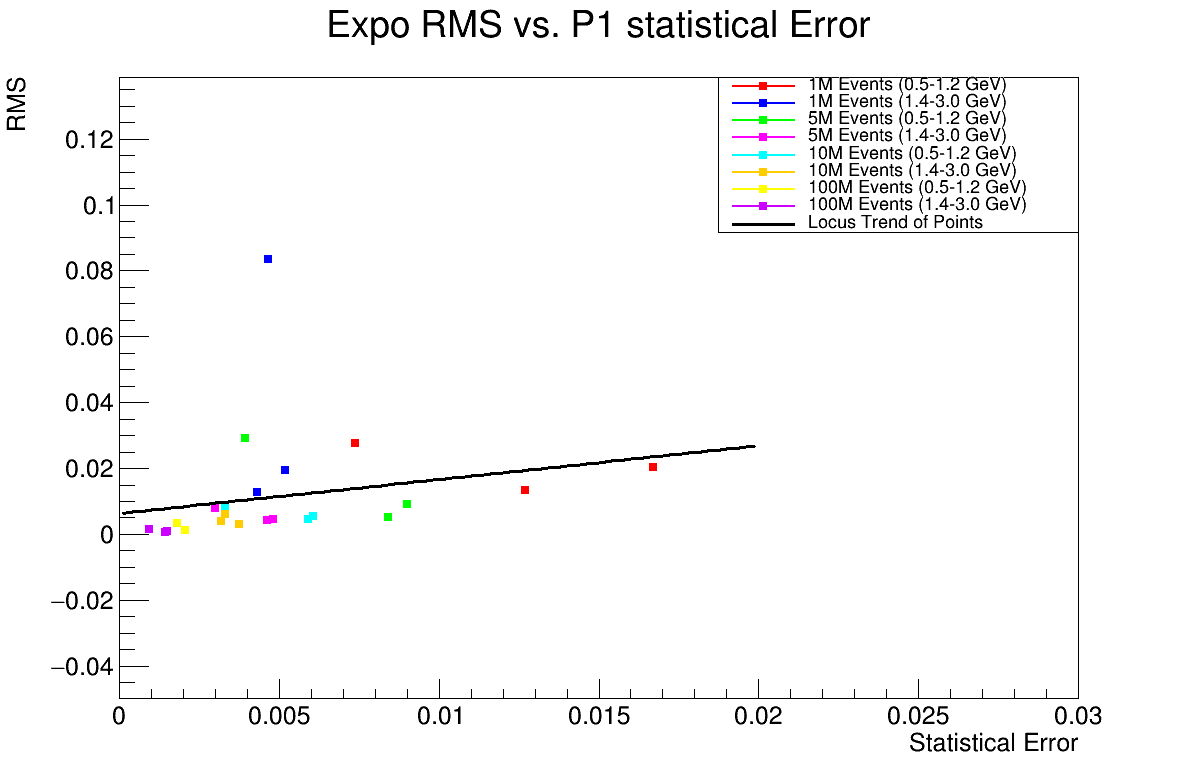 Expo RMS vs. P1 statistical Error
RMS
1M Events (0.5-1.2 GeV)
1M Events (1.4-3.0 GeV)
5M Events (0.5-1.2 GeV)
5M Events (1.4-3.0 GeV)
10M Events (0.5-1.2 GeV)
10M Events (1.4-3.0 GeV)
100M Events (0.5-1.2 GeV)
100M Events (1.4-3.0 GeV)
Locus Trend of Points
0.12
0.1
0.08
0.06
0.04
0.02
0
−0.02
−0.04
0 0.005 0.01 0.015 0.02 0.025 0.03
Statistical Error